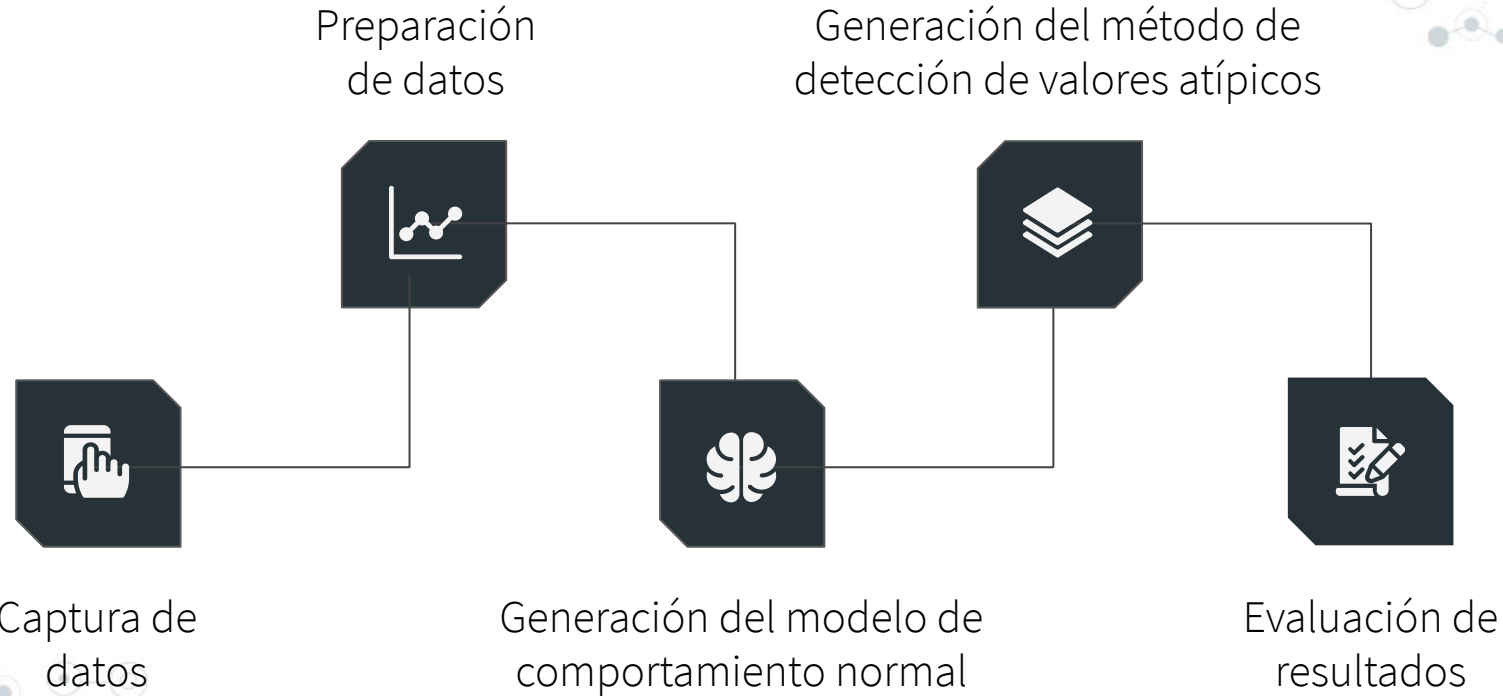 Preparación
de datos
Generación del método de
detección de valores atípicos
Captura de
datos
Generación del modelo de
comportamiento normal
Evaluación de
resultados